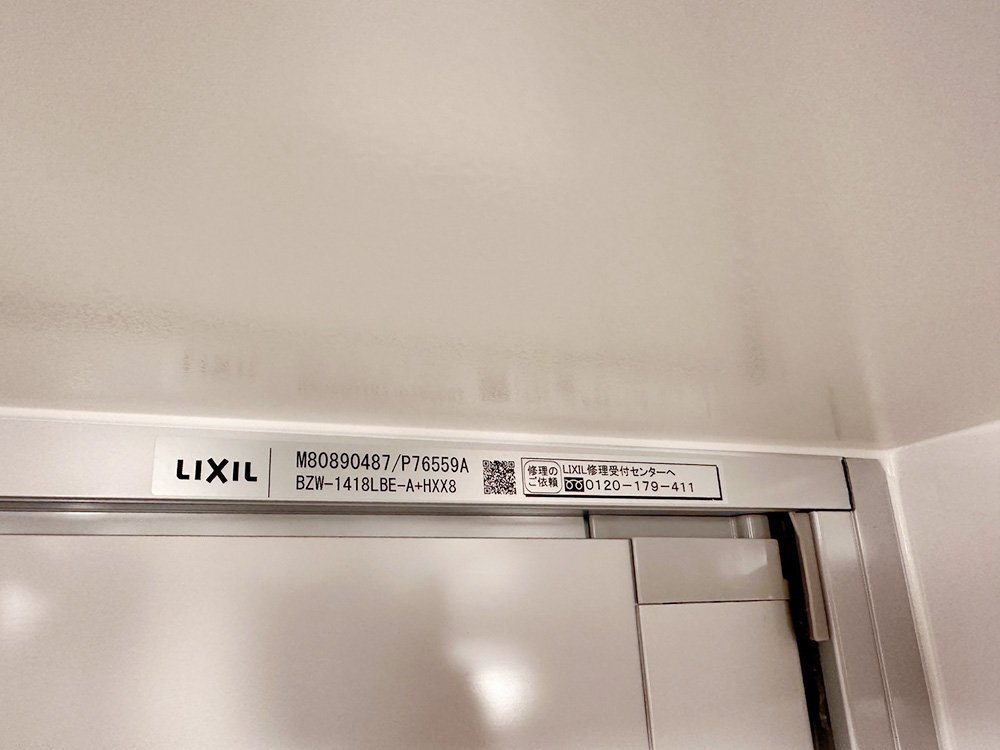 LIXIL
M80890487/P76559A
BZW-1418LBE-A+HXX8
修理の
ご依頼
LIXIL修理受付センターへ
0120-179-411